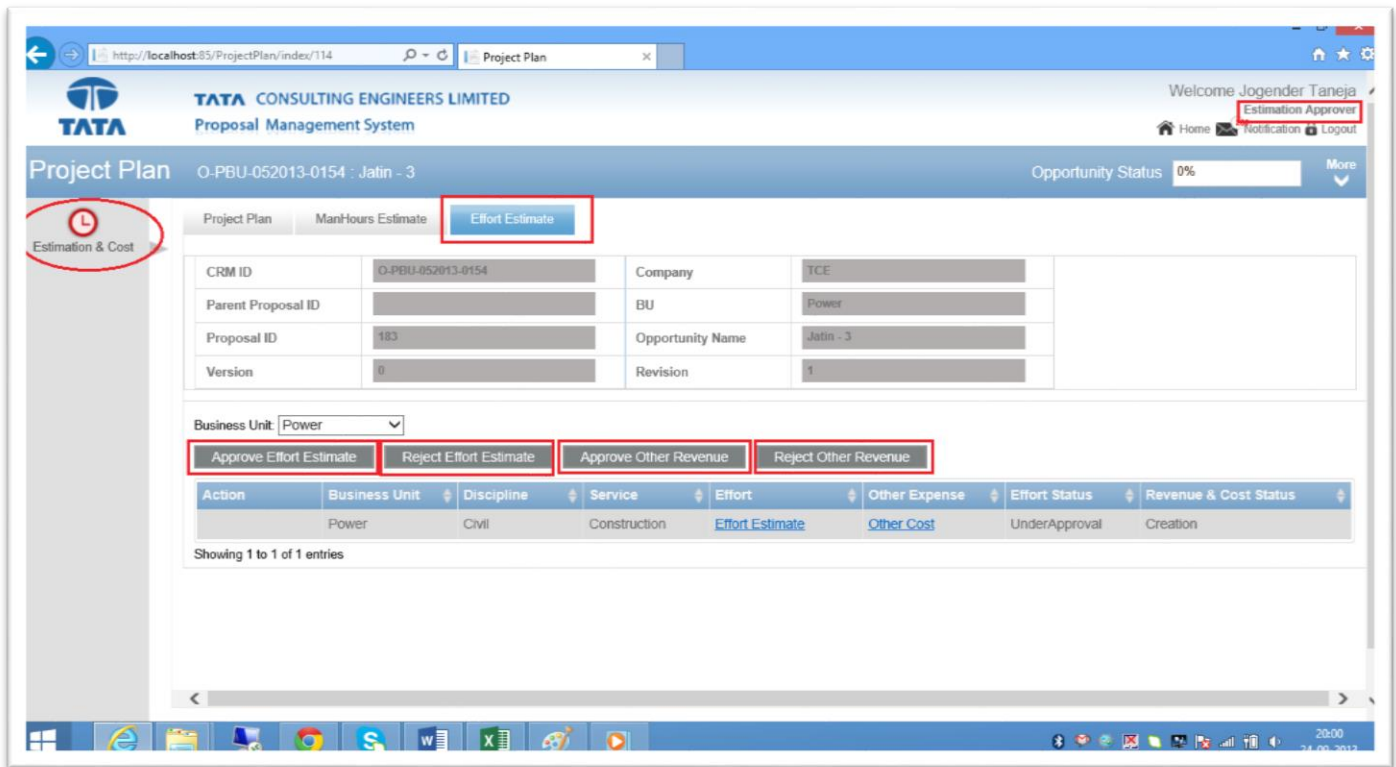 http://localhost:85/ProjectPlan/index/114
Project Plan
TATA
TATA CONSULTING ENGINEERS LIMITED
Proposal Management System
Welcome Jogender Taneja
Estimation Approver
Home Notification Logout
Project Plan
O-PBU-052013-0154 : Jatin - 3
Opportunity Status 0%
More
Estimation & Cost
Project Plan ManHours Estimate Effort Estimate
CRM ID O-PBU-052013-0154 Company TCE
Parent Proposal ID BU Power
Proposal ID 183 Opportunity Name Jatin - 3
Version 0 Revision 1
Business Unit: Power
Approve Effort Estimate Reject Effort Estimate Approve Other Revenue Reject Other Revenue
Action Business Unit Discipline Service Effort Other Expense Effort Status Revenue & Cost Status
Power Civil Construction Effort Estimate Other Cost UnderApproval Creation
Showing 1 to 1 of 1 entries
20:00
24-09-2013